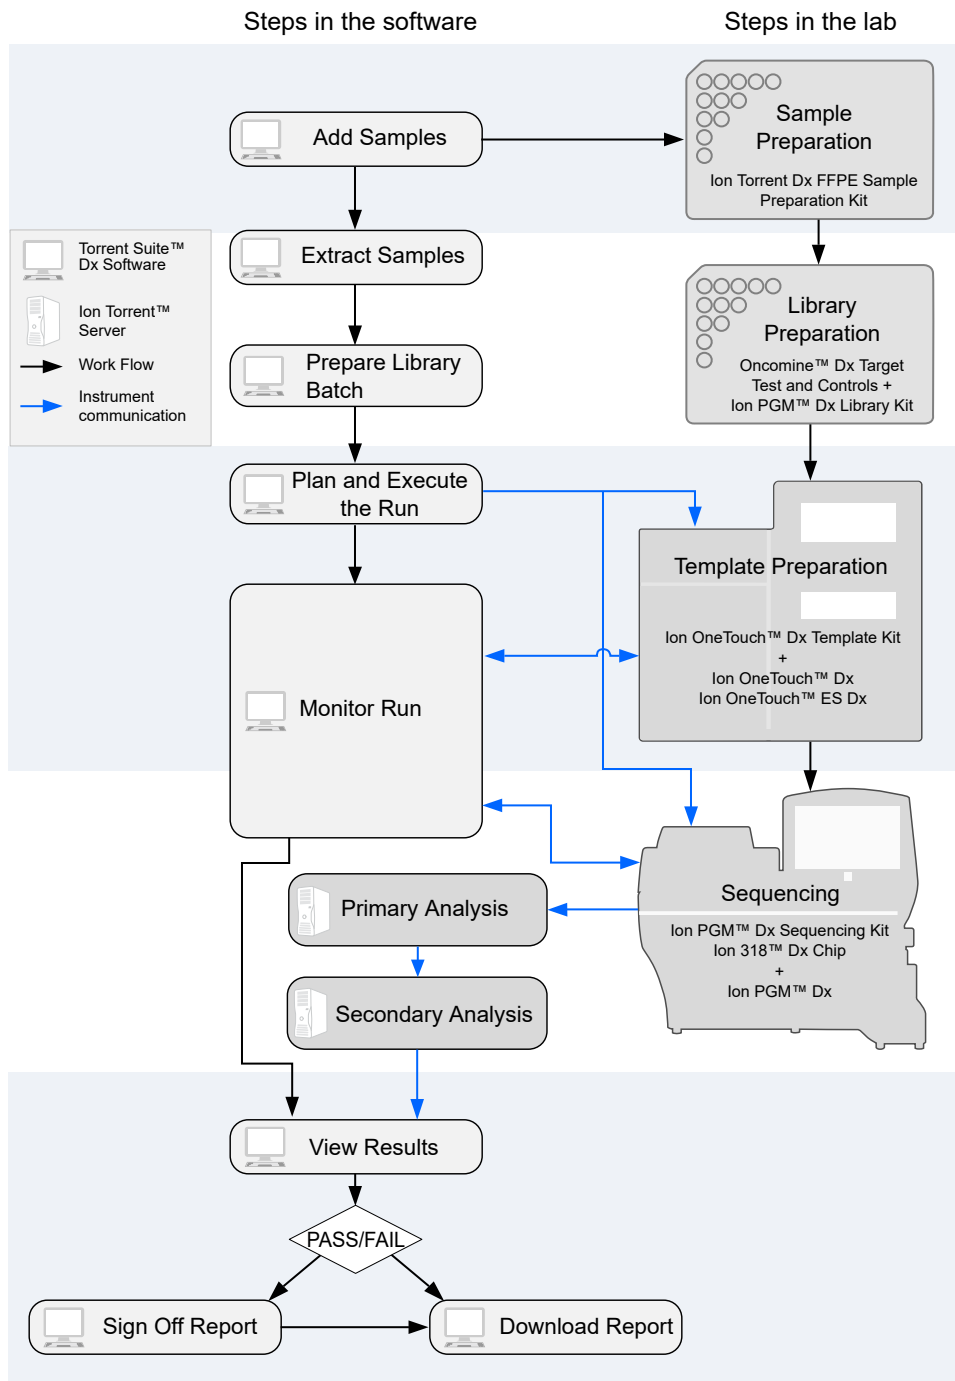 Steps in the software
Steps in the lab
Add Samples
Sample
Preparation
Ion Torrent Dx FFPE Sample
Preparation Kit
Torrent Suite™
Dx Software
Ion Torrent™
Server
Work Flow
Instrument
communication
Extract Samples
Library
Preparation
Oncomine™ Dx Target
Test and Controls +
Ion PGM™ Dx Library Kit
Prepare Library
Batch
Plan and Execute
the Run
Template Preparation
Ion OneTouch™ Dx Template Kit
+
Ion OneTouch™ Dx
Ion OneTouch™ ES Dx
Monitor Run
Sequencing
Ion PGM™ Dx Sequencing Kit
Ion 318™ Dx Chip
+
Ion PGM™ Dx
Primary Analysis
Secondary Analysis
View Results
PASS/FAIL
Sign Off Report
Download Report